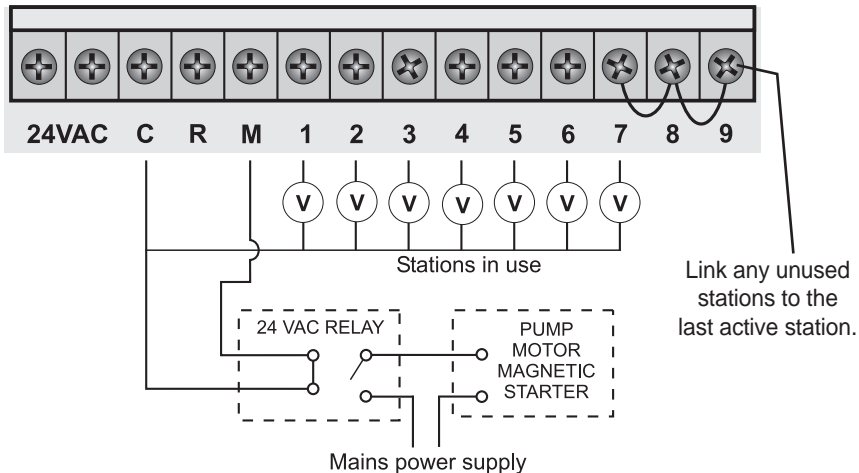 24VAC C R M 1 2 3 4 5 6 7 8 9
V V V V V V V
Stations in use
Link any unused
stations to the
last active station.
24 VAC RELAY
PUMP
MOTOR
MAGNETIC
STARTER
Mains power supply